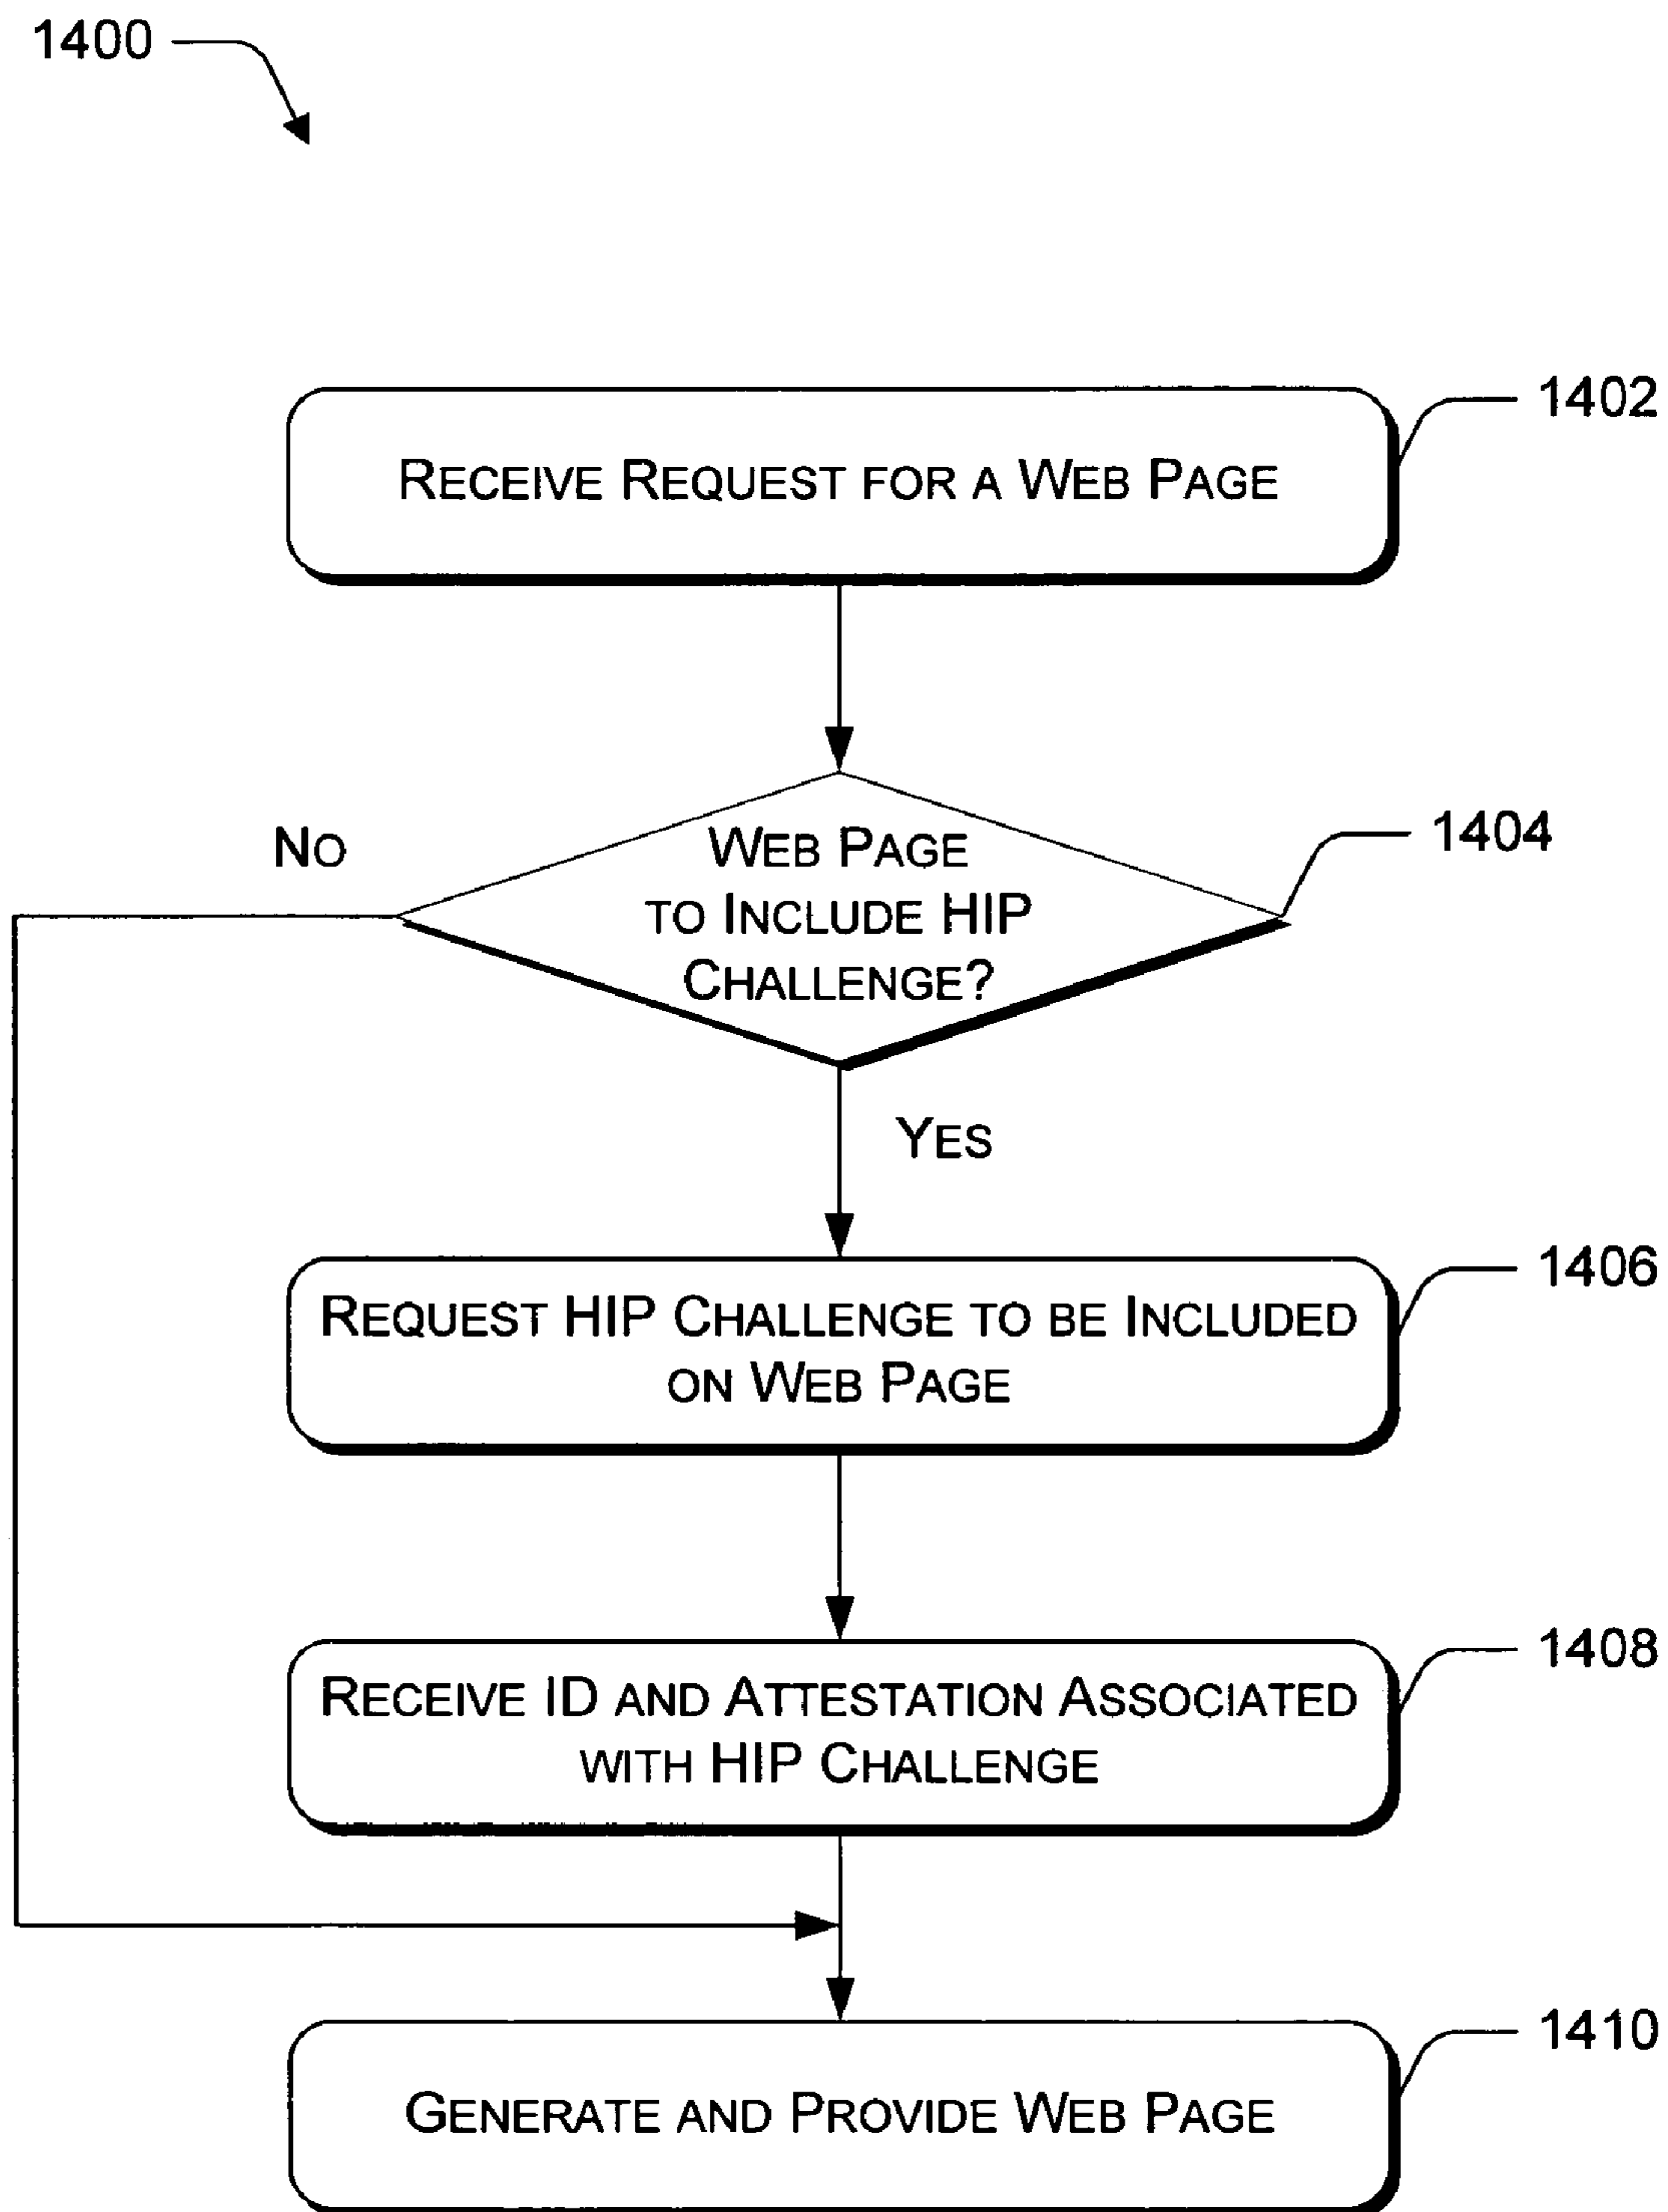 1400
1402
RECEIVE REQUEST FOR A WEB PAGE
NO
WEB PAGE
TO INCLUDE HIP
CHALLENGE?
1404
YES
1406
REQUEST HIP CHALLENGE TO BE INCLUDED
ON WEB PAGE
1408
RECEIVE ID AND ATTESTATION ASSOCIATED
WITH HIP CHALLENGE
1410
GENERATE AND PROVIDE WEB PAGE